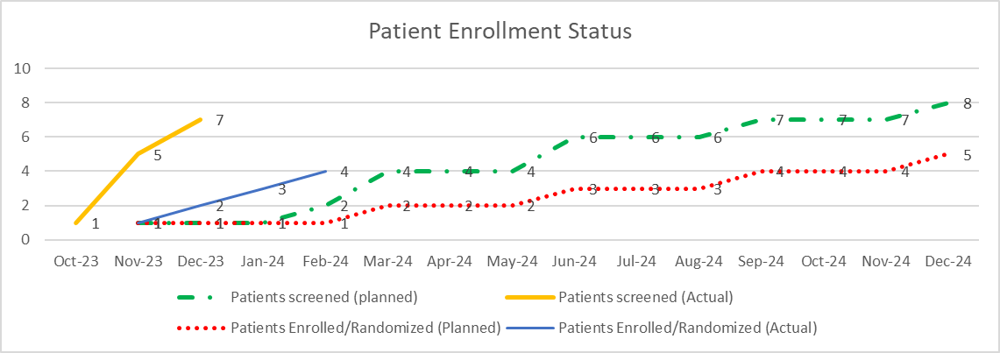 Patient Enrollment Status
10
8
6
4
2
0
7
5
1
4
3
2
1
1 1 1
2
4 4 4
6 6 6
7 7 7
8
1 1 1 1
2 2 2
3 3 3
4 4 4
5
Oct-23 Nov-23 Dec-23 Jan-24 Feb-24 Mar-24 Apr-24 May-24 Jun-24 Jul-24 Aug-24 Sep-24 Oct-24 Nov-24 Dec-24
Patients screened (planned) Patients screened (Actual)
Patients Enrolled/Randomized (Planned) Patients Enrolled/Randomized (Actual)